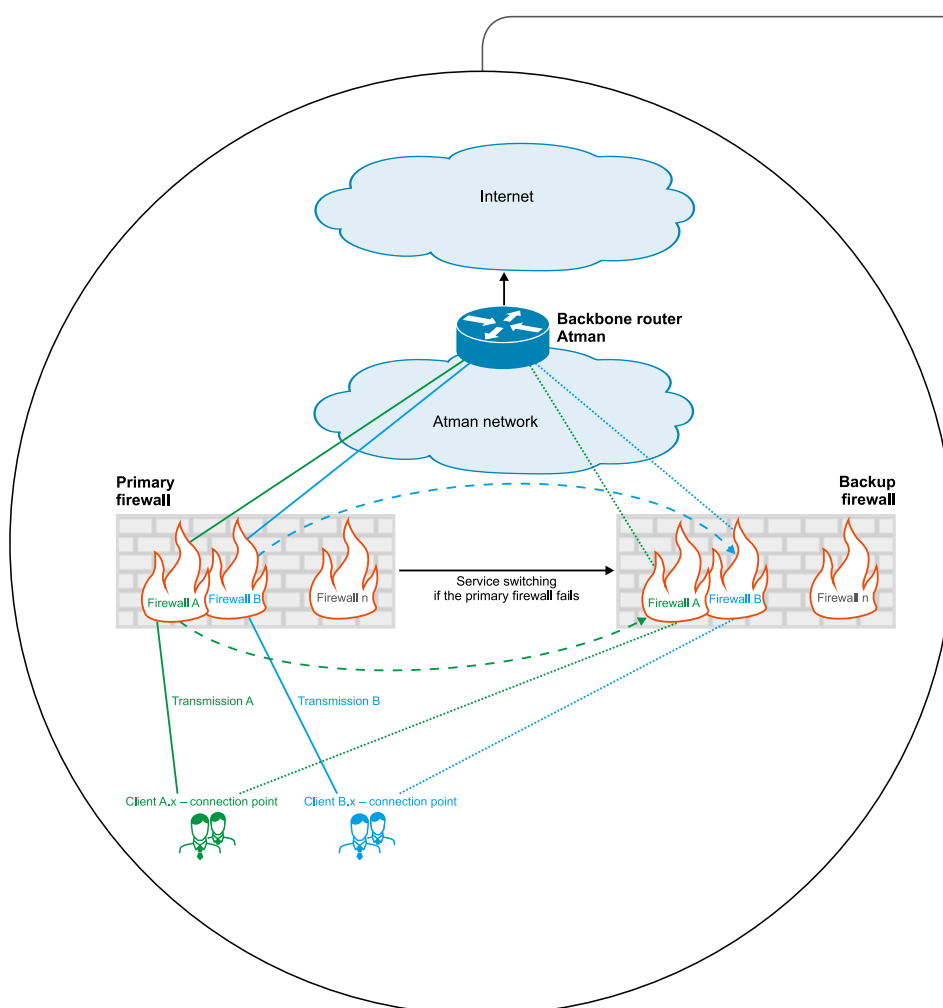 Internet
Backbone router
Atman
Atman network
Primary
firewall
Backup
firewall
Firewall A
Firewall B
Firewall n
Service switching
if the primary firewall fails
Firewall A
Firewall B
Firewall n
Transmission A
Transmission B
Client A.x – connection point
Client B.x – connection point